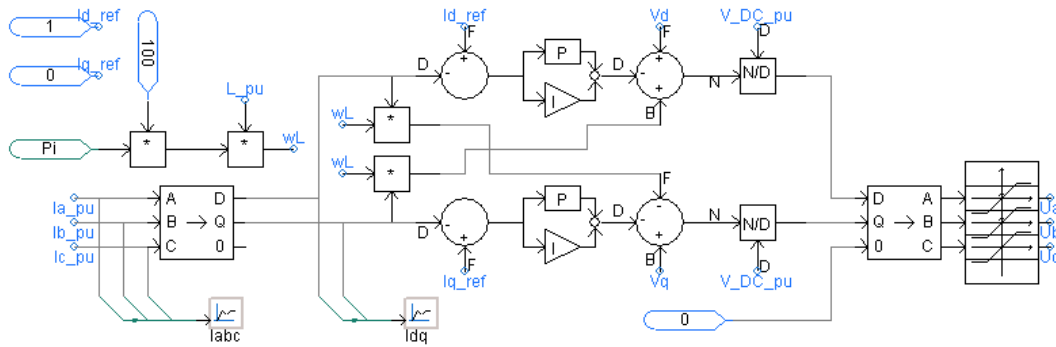 1
Id_ref
0
Iq_ref
100
L_pu
Pi
*
*
wL
Ia_pu
Ib_pu
Ic_pu
A
B
C
D
Q
0
Iabc
Idq
wL
*
wL
*
Id_ref
D
F
+
-
P
I
D
Vd
F
+
-
+
B
N
V_DC_pu
D
N/D
D
-
+
F
Iq_ref
P
I
D
F
-
-
+
B
Vq
N
N/D
D
V_DC_pu
0
D
Q
0
A
B
C
Ua
Ub
Uc